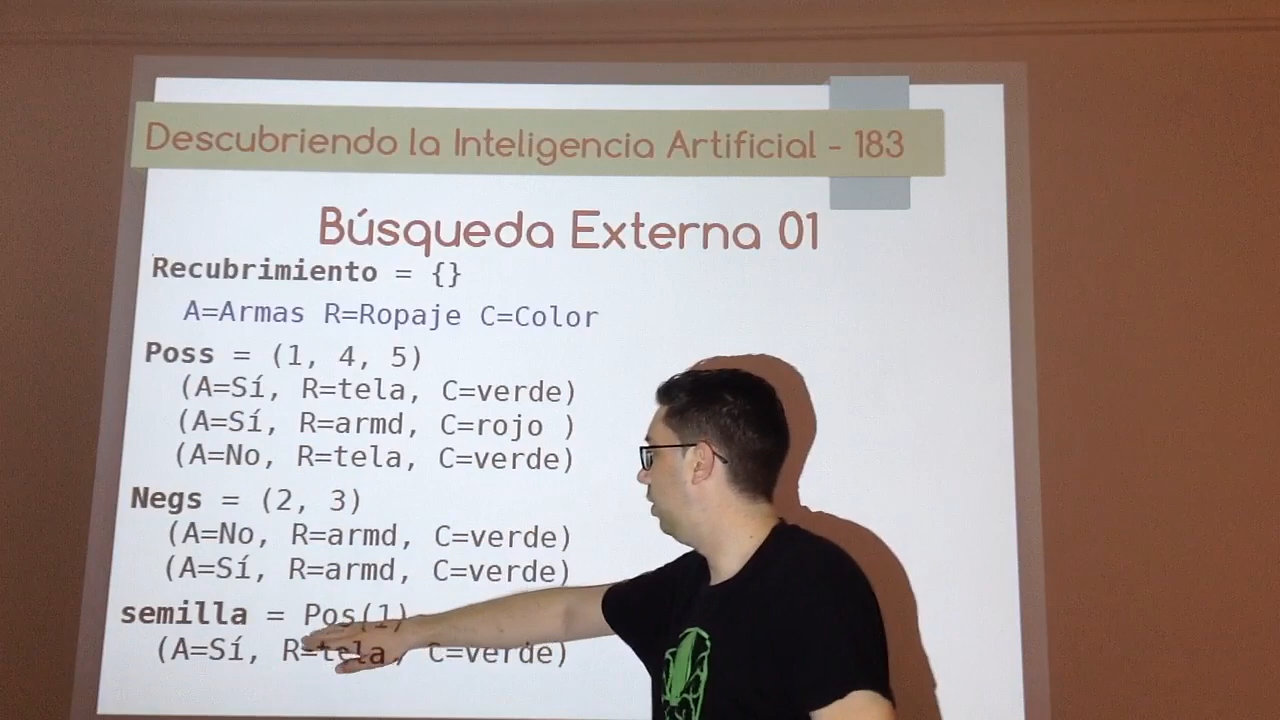 Descubriendo la Inteligencia Artificial - 183
Búsqueda Externa 01
Recubrimiento = {}
A=Armas R=Ropaje C=Color
Poss = (1, 4, 5)
(A=Sí, R=tela, C=verde)
(A=Sí, R=armd, C=rojo )
(A=No, R=tela, C=verde)
Negs = (2, 3)
(A=No, R=armd, C=verde)
(A=Sí, R=armd, C=verde)
semilla = Pos(1)
(A=Sí, R=tela, C=verde)